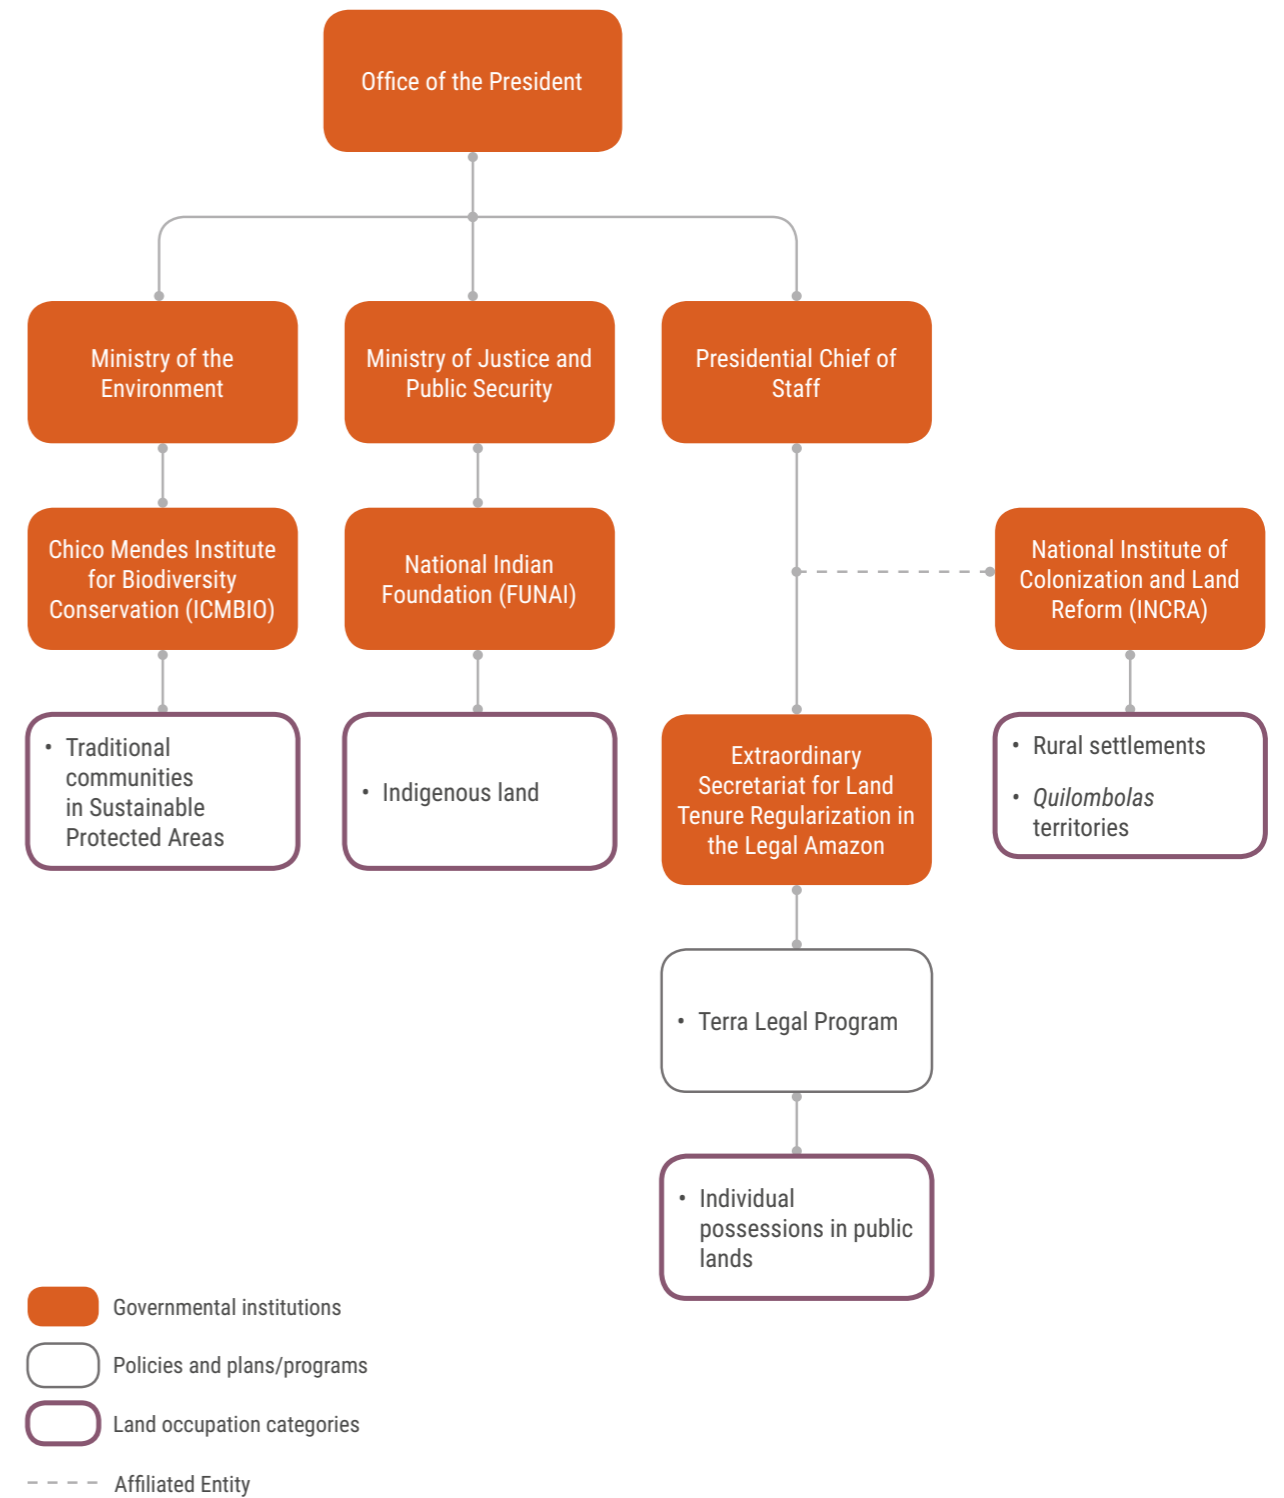 Office of the President
Ministry of the
Environment
Ministry of Justice and
Public Security
Presidential Chief of
Staff
Chico Mendes Institute
for Biodiversity
Conservation (ICMBIO)
National Indian
Foundation (FUNAI)
National Institute of
Colonization and Land
Reform (INCRA)
• Traditional
communities
in Sustainable
Protected Areas
• Indigenous land
Extraordinary
Secretariat for Land
Tenure Regularization in
the Legal Amazon
• Rural settlements
• Quilombolas
territories
• Terra Legal Program
• Individual
possessions in public
lands
Governmental institutions
Policies and plans/programs
Land occupation categories
Affiliated Entity